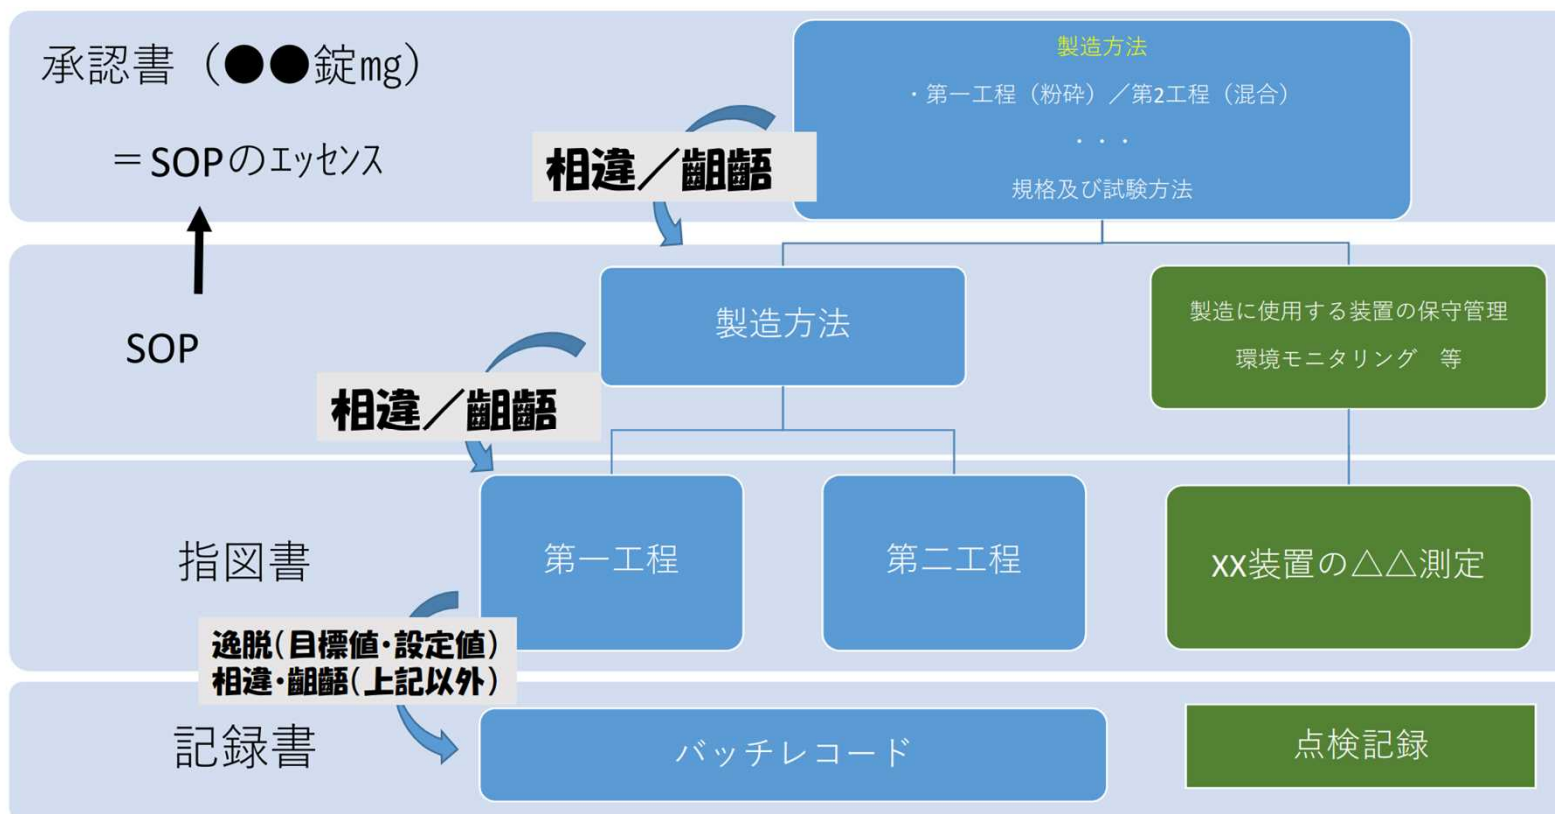 承認書（●●錠㎎）
＝SOPのエッセンス
製造方法
・第一工程（粉砕）／第2工程（混合）
・・・
規格及び試験方法
相違／齟齬
SOP
製造方法
製造に使用する装置の保守管理
環境モニタリング　等
相違／齟齬
指図書
第一工程
第二工程
XX装置の△△測定
逸脱(目標値・設定値)
相違・齟齬(上記以外)
記録書
バッチレコード
点検記録